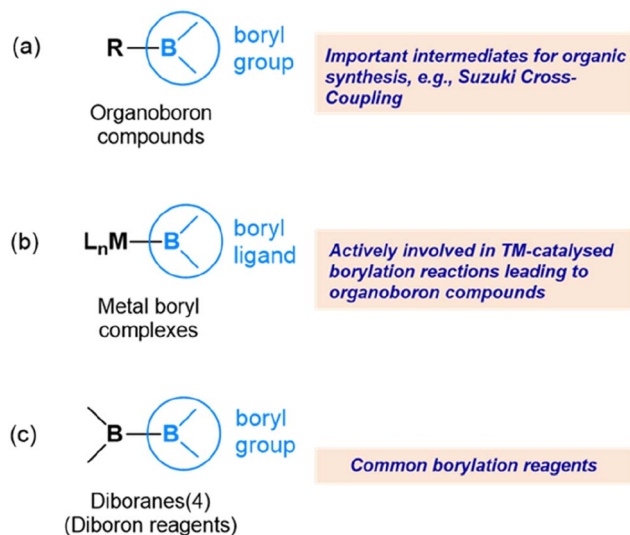 (a)
R—B
boryl
group
Organoboron
compounds
Important intermediates for organic
synthesis, e.g., Suzuki Cross-
Coupling
(b)
LnM—B
boryl
ligand
Metal boryl
complexes
Actively involved in TM-catalysed
borylation reactions leading to
organoboron compounds
(c)
B—B
boryl
group
Diboranes(4)
(Diboron reagents)
Common borylation reagents